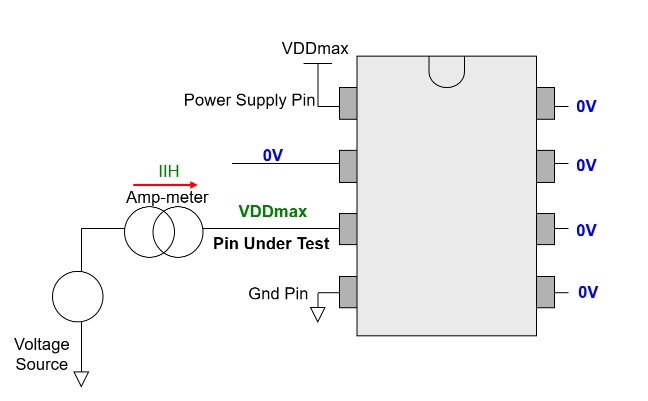 VDDmax
Power Supply Pin
0V
0V
0V
IIH
Amp-meter
VDDmax
Pin Under Test
0V
Gnd Pin
0V
Voltage
Source